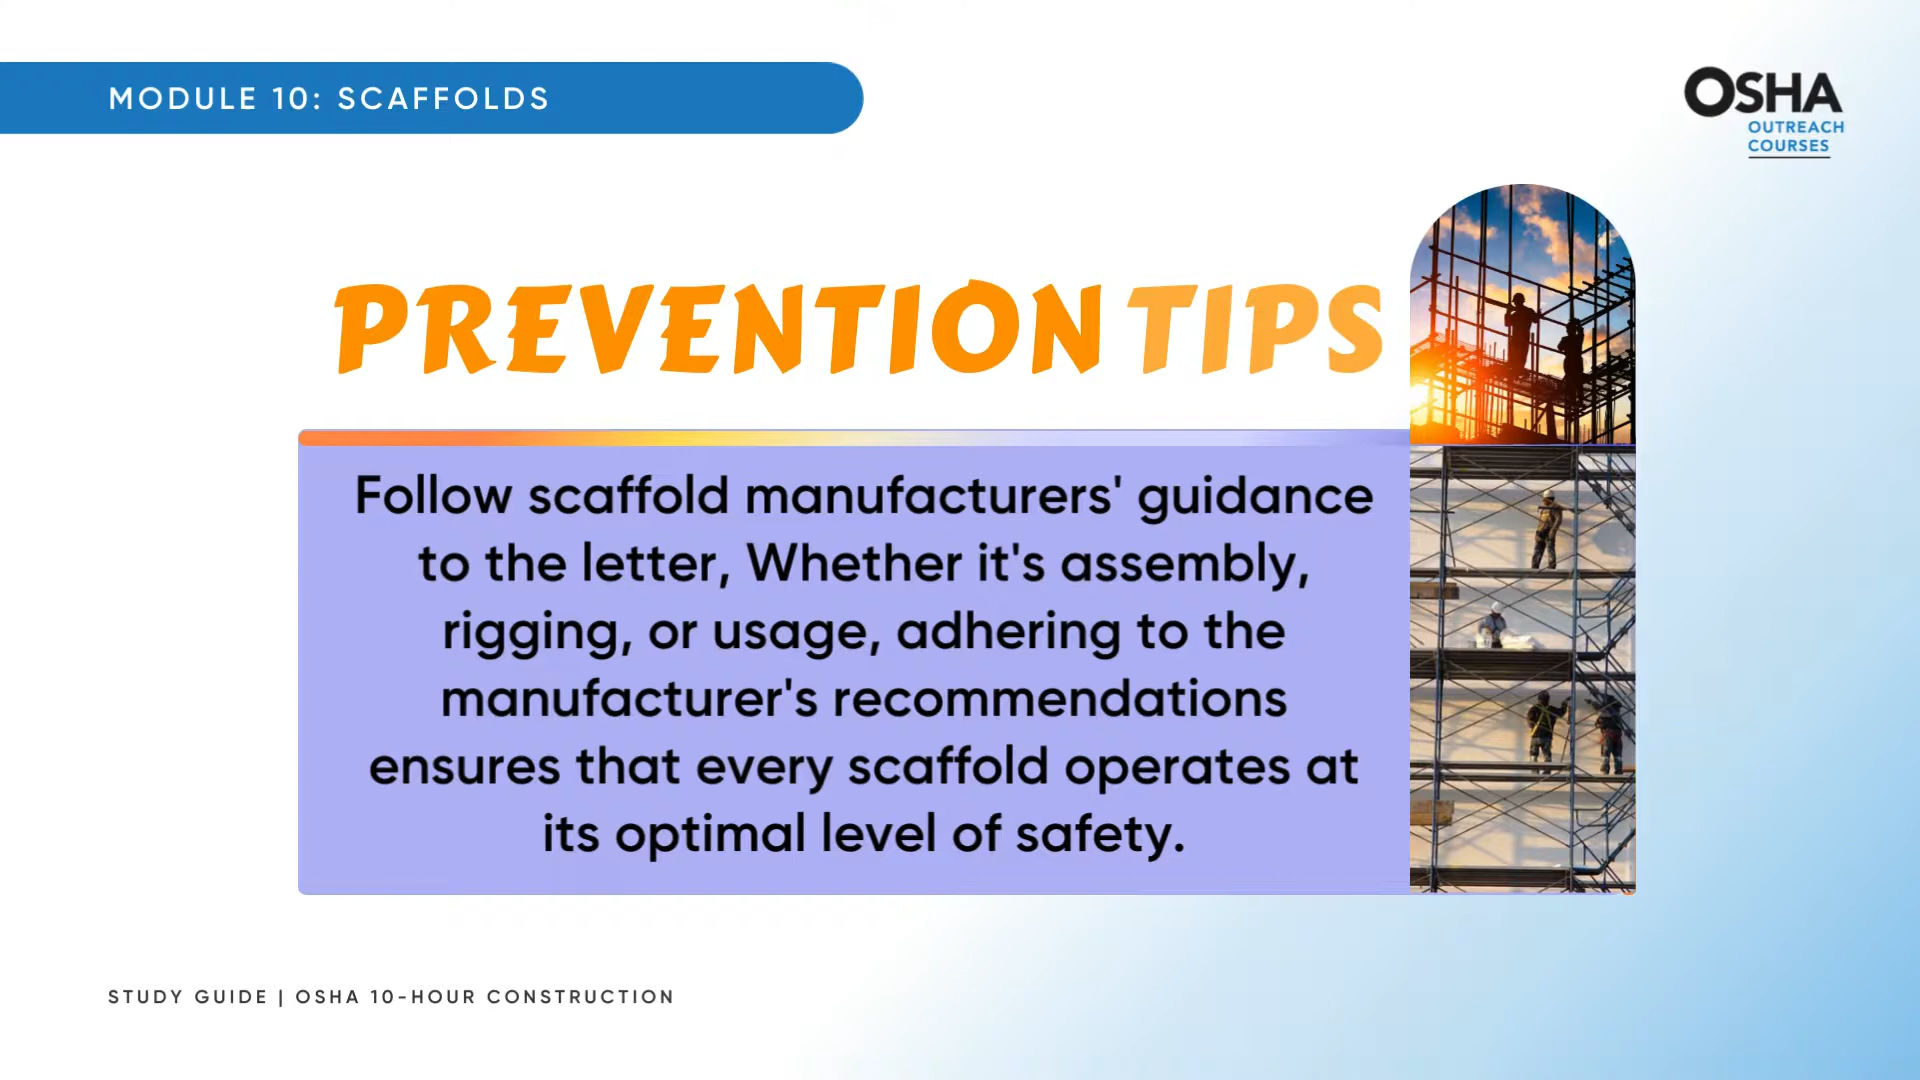 MODULE 10: SCAFFOLDS
OSHA
OUTREACH
COURSES
PREVENTION TIPS
Follow scaffold manufacturers' guidance
to the letter, Whether it's assembly,
rigging, or usage, adhering to the
manufacturer's recommendations
ensures that every scaffold operates at
its optimal level of safety.
STUDY GUIDE | OSHA 10-HOUR CONSTRUCTION